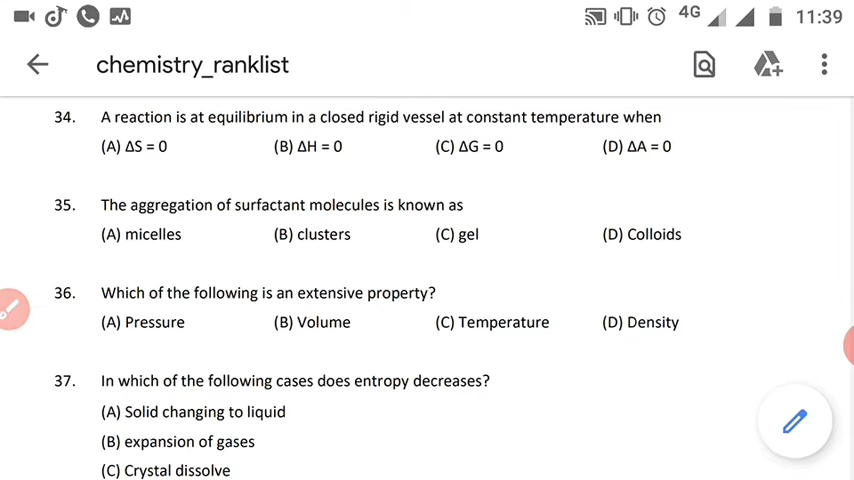 4G 11:39
chemistry_ranklist
34. A reaction is at equilibrium in a closed rigid vessel at constant temperature when
(A) ΔS = 0 (B) ΔH = 0 (C) ΔG = 0 (D) ΔA = 0
35. The aggregation of surfactant molecules is known as
(A) micelles (B) clusters (C) gel (D) Colloids
36. Which of the following is an extensive property?
(A) Pressure (B) Volume (C) Temperature (D) Density
37. In which of the following cases does entropy decreases?
(A) Solid changing to liquid
(B) expansion of gases
(C) Crystal dissolve